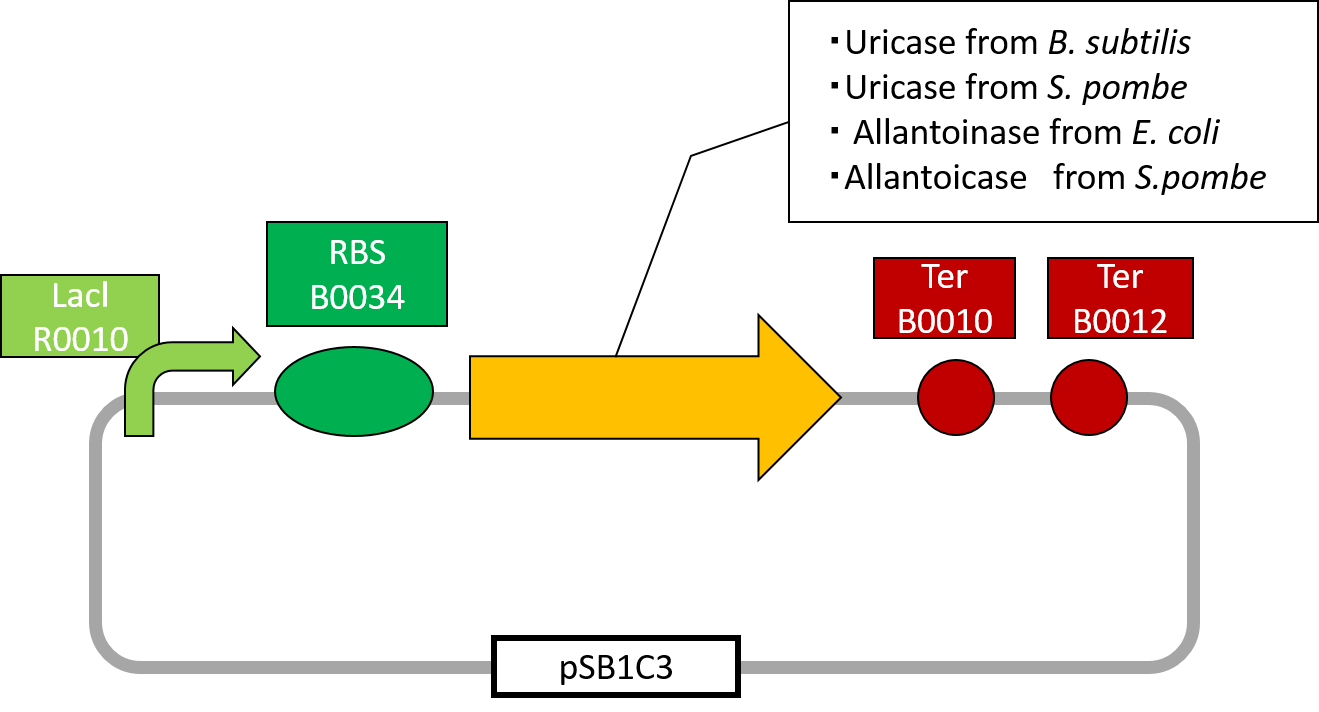 ・Uricase from B. subtilis
・Uricase from S. pombe
・ Allantoinase from E. coli
・Allantoicase from S.pombe
RBS
B0034
LacI
R0010
Ter
B0010
Ter
B0012
pSB1C3